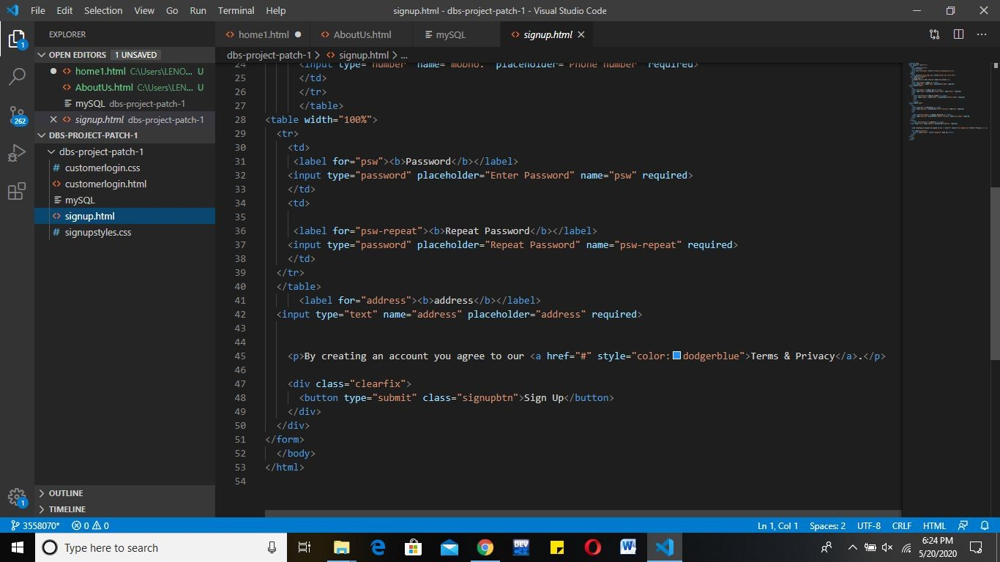 File Edit Selection View Go Run Terminal Help
signup.html - dbs-project-patch-1 - Visual Studio Code
EXPLORER
OPEN EDITORS 1 UNSAVED
home1.html C:\Users\LENO... U
AboutUs.html C:\Users\LEN... U
mySQL dbs-project-patch-1
signup.html dbs-project-patch-1
DBS-PROJECT-PATCH-1
dbs-project-patch-1
# customerlogin.css
<> customerlogin.html
mySQL
<> signup.html
# signupstyles.css
OUTLINE
TIMELINE
1
262
1
<> home1.html
<> AboutUs.html
mySQL
<> signup.html
dbs-project-patch-1 > <> signup.html > ...
24 <input type="number" name="mobno." placeholder="Phone number" required>
25 </td>
26 </tr>
27 </table>
28 <table width="100%">
29 <tr>
30 <td>
31 <label for="psw"><b>Password</b></label>
32 <input type="password" placeholder="Enter Password" name="psw" required>
33 </td>
34 <td>
35
36 <label for="psw-repeat"><b>Repeat Password</b></label>
37 <input type="password" placeholder="Repeat Password" name="psw-repeat" required>
38 </td>
39 </tr>
40 </table>
41 <label for="address"><b>address</b></label>
42 <input type="text" name="address" placeholder="address" required>
43
44
45 <p>By creating an account you agree to our <a href="#" style="color:dodgerblue">Terms & Privacy</a>.</p>
46
47 <div class="clearfix">
48 <button type="submit" class="signupbtn">Sign Up</button>
49 </div>
50 </div>
51 </form>
52 </body>
53 </html>
54
3558070* 0 0
Ln 1, Col 1 Spaces: 2 UTF-8 CRLF HTML
Type here to search
DEV
W
6:24 PM
5/20/2020